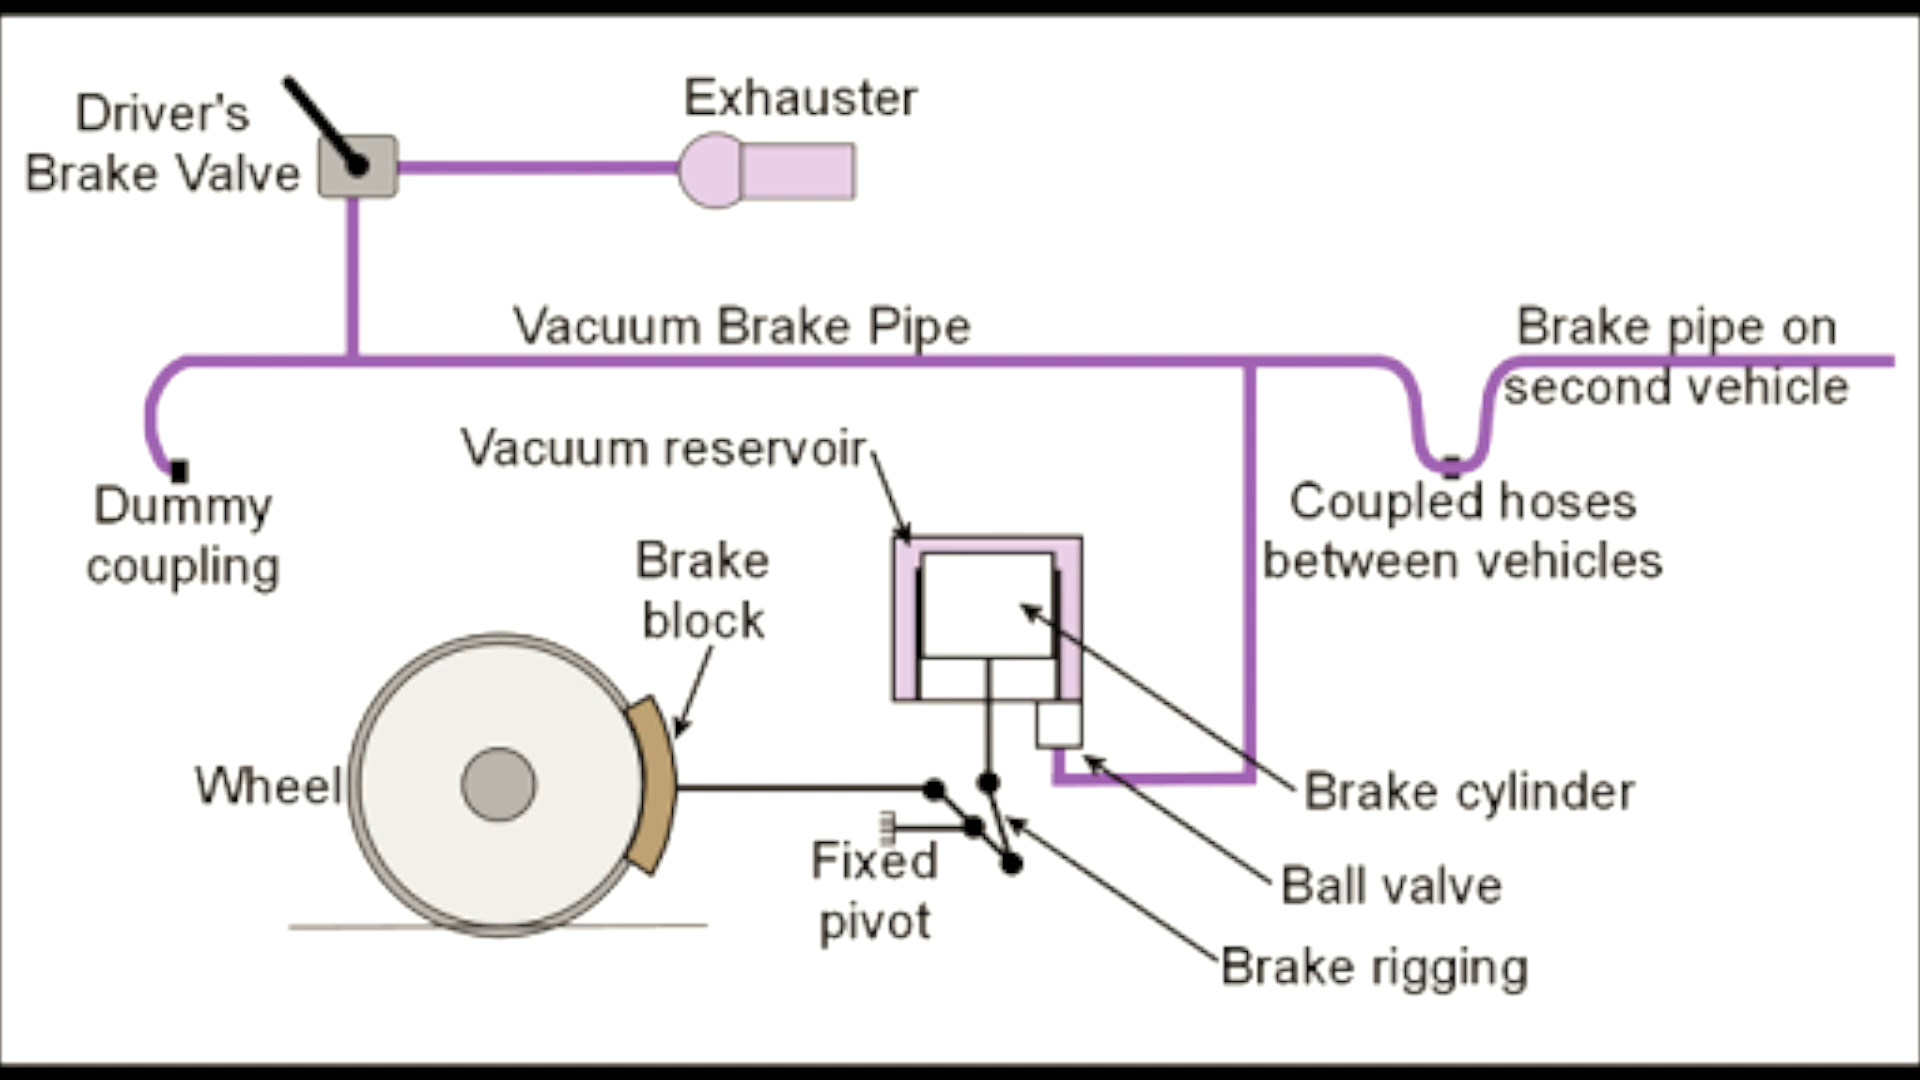 Driver's
Brake Valve
Exhauster
Vacuum Brake Pipe
Brake pipe on
second vehicle
Vacuum reservoir
Dummy
coupling
Coupled hoses
between vehicles
Brake
block
Wheel
Brake cylinder
Fixed
pivot
Ball valve
Brake rigging